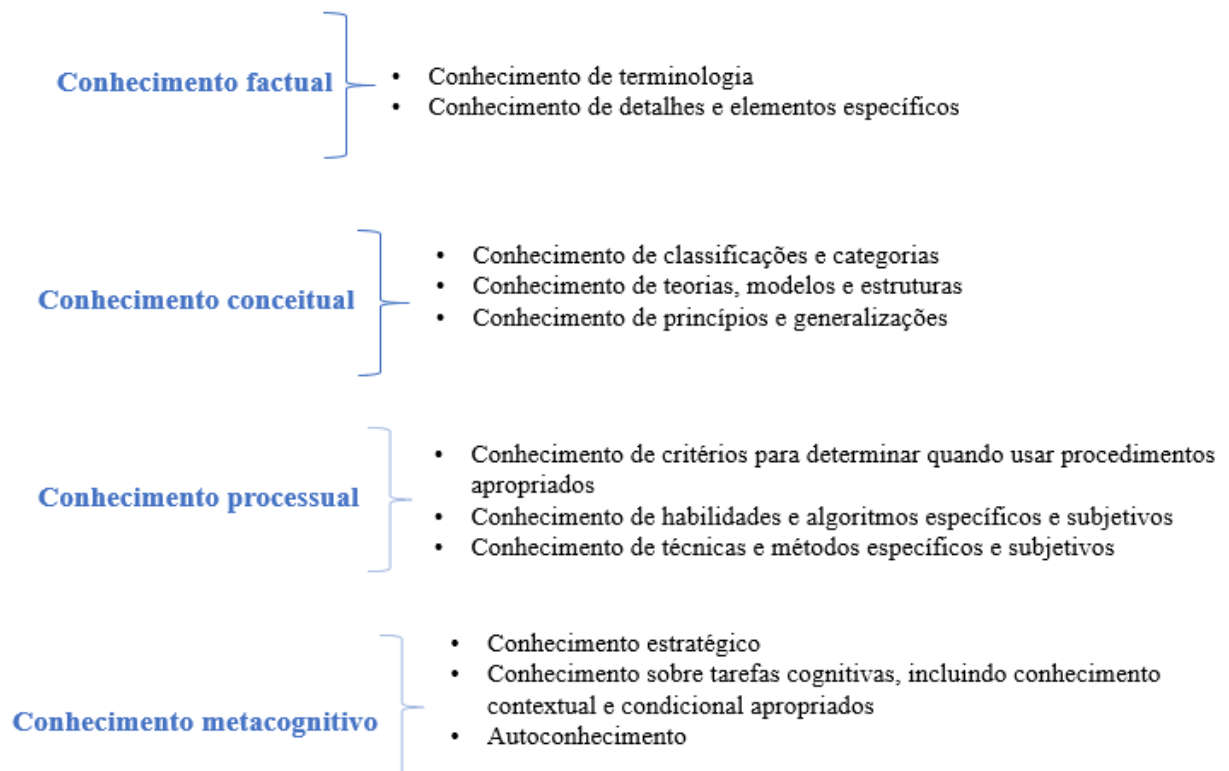 Conhecimento factual
• Conhecimento de terminologia
• Conhecimento de detalhes e elementos específicos
Conhecimento conceitual
• Conhecimento de classificações e categorias
• Conhecimento de teorias, modelos e estruturas
• Conhecimento de princípios e generalizações
Conhecimento processual
• Conhecimento de critérios para determinar quando usar procedimentos
apropriados
• Conhecimento de habilidades e algoritmos específicos e subjetivos
• Conhecimento de técnicas e métodos específicos e subjetivos
Conhecimento metacognitivo
• Conhecimento estratégico
• Conhecimento sobre tarefas cognitivas, incluindo conhecimento
contextual e condicional apropriados
• Autoconhecimento